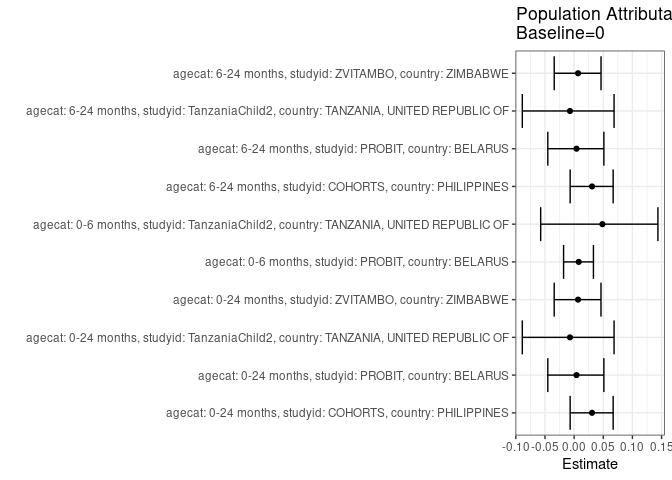 Population Attributa
Baseline=0
agecat: 6-24 months, studyid: ZVITAMBO, country: ZIMBABWE
agecat: 6-24 months, studyid: TanzaniaChild2, country: TANZANIA, UNITED REPUBLIC OF
agecat: 6-24 months, studyid: PROBIT, country: BELARUS
agecat: 6-24 months, studyid: COHORTS, country: PHILIPPINES
agecat: 0-6 months, studyid: TanzaniaChild2, country: TANZANIA, UNITED REPUBLIC OF
agecat: 0-6 months, studyid: PROBIT, country: BELARUS
agecat: 0-24 months, studyid: ZVITAMBO, country: ZIMBABWE
agecat: 0-24 months, studyid: TanzaniaChild2, country: TANZANIA, UNITED REPUBLIC OF
agecat: 0-24 months, studyid: PROBIT, country: BELARUS
agecat: 0-24 months, studyid: COHORTS, country: PHILIPPINES
-0.10 -0.05 0.00 0.05 0.10 0.15
Estimate